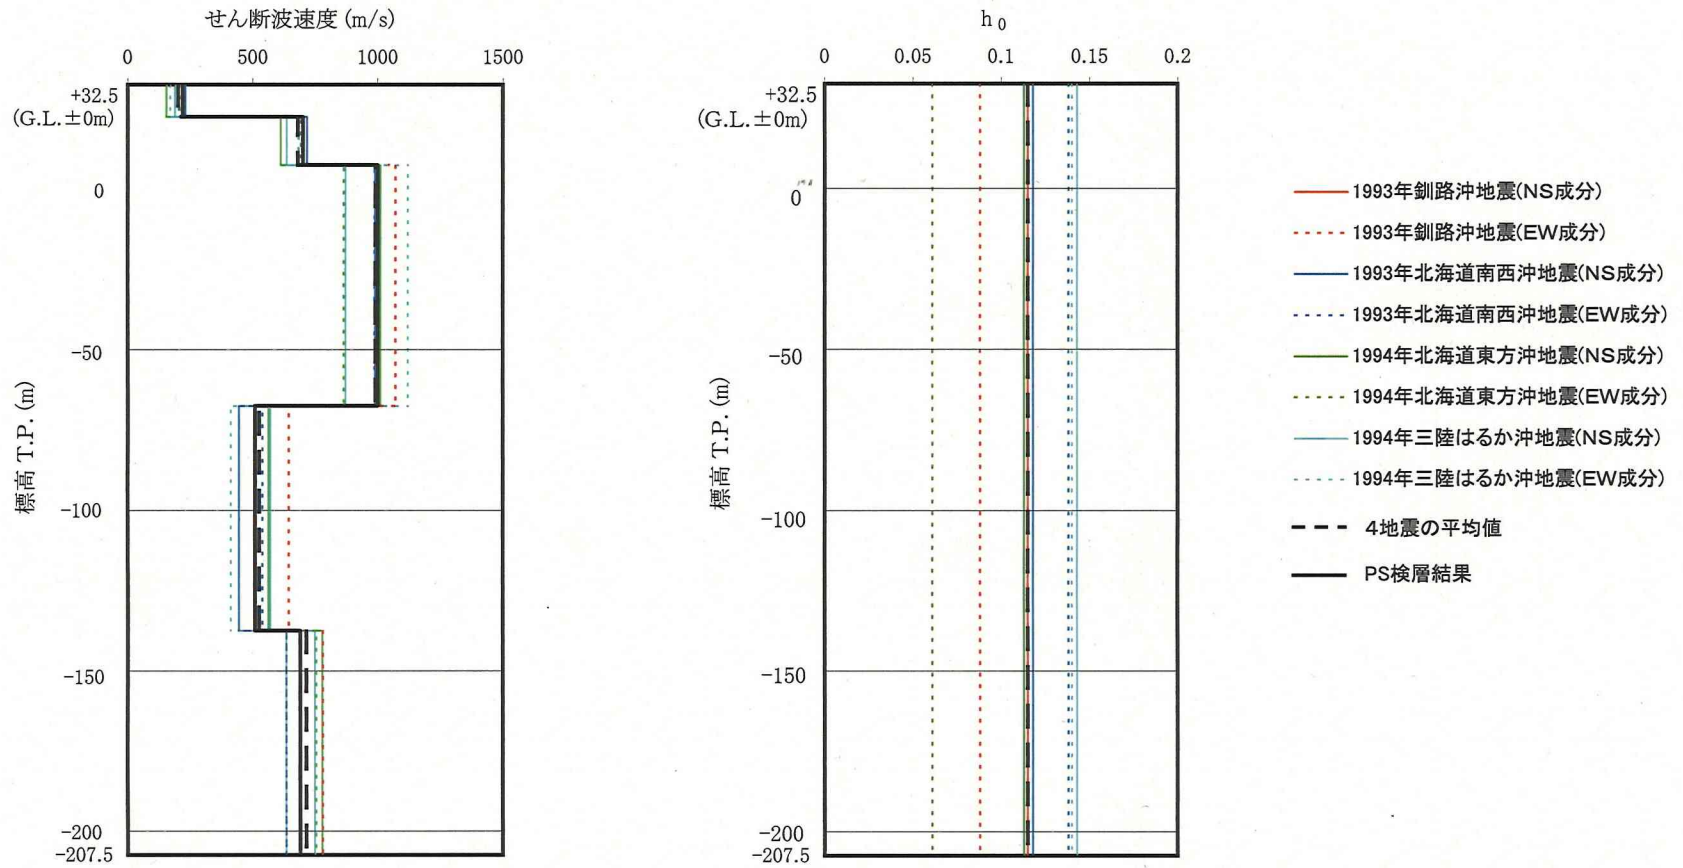 せん断波速度 (m/s)
0 500 1000 1500
+32.5
(G.L.±0m)
0
-50
-100
-150
-200
-207.5
標高 T.P. (m)
h0
0 0.05 0.1 0.15 0.2
+32.5
(G.L.±0m)
0
-50
-100
-150
-200
-207.5
標高 T.P. (m)
1993年釧路沖地震(NS成分)
1993年釧路沖地震(EW成分)
1993年北海道南西沖地震(NS成分)
1993年北海道南西沖地震(EW成分)
1994年北海道東方沖地震(NS成分)
1994年北海道東方沖地震(EW成分)
1994年三陸はるか沖地震(NS成分)
1994年三陸はるか沖地震(EW成分)
4地震の平均値
PS検層結果